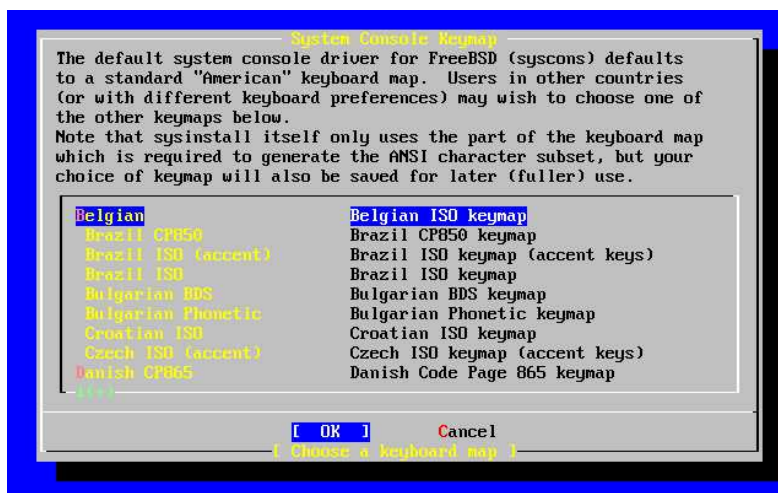 System Console Keymap
The default system console driver for FreeBSD (syscons) defaults
to a standard "American" keyboard map.  Users in other countries
(or with different keyboard preferences) may wish to choose one of
the other keymaps below.
Note that sysinstall itself only uses the part of the keyboard map
which is required to generate the ANSI character subset, but your
choice of keymap will also be saved for later (fuller) use.
Belgian Belgian ISO keymap
Brazil CP850 Brazil CP850 keymap
Brazil ISO (accent) Brazil ISO keymap (accent keys)
Brazil ISO Brazil ISO keymap
Bulgarian BDS Bulgarian BDS keymap
Bulgarian Phonetic Bulgarian Phonetic keymap
Croatian ISO Croatian ISO keymap
Czech ISO (accent) Czech ISO keymap (accent keys)
Danish CP865 Danish Code Page 865 keymap
[ OK ] Cancel
[ Choose a keyboard map ]